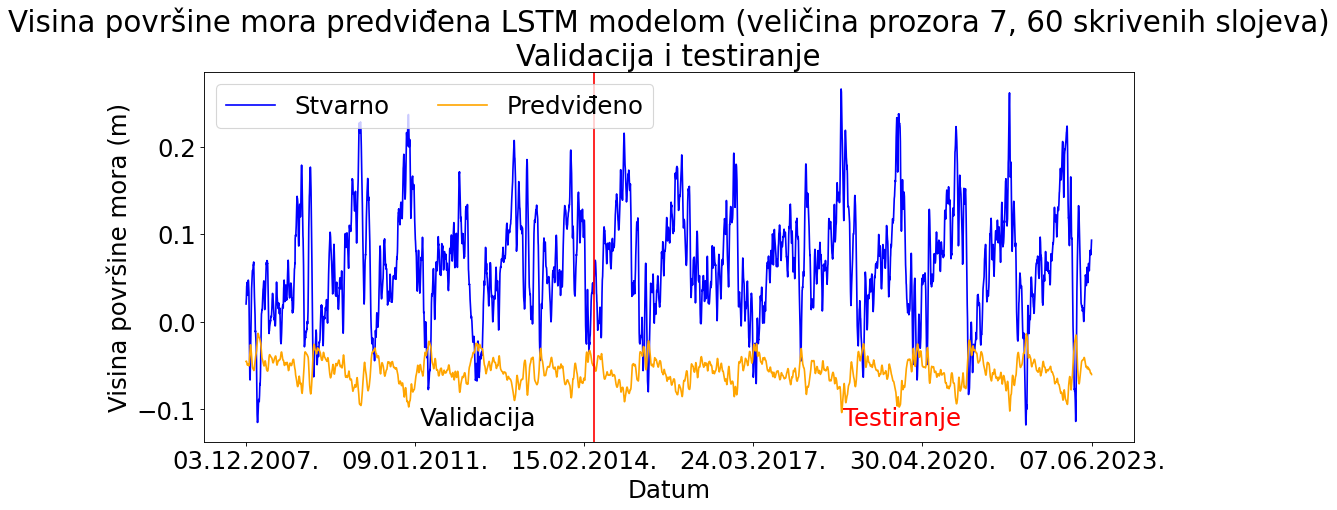 Visina površine mora predviđena LSTM modelom (veličina prozora 7, 60 skrivenih slojeva)
Validacija i testiranje
Stvarno
Predviđeno
Visina površine mora (m)
0.2
0.1
0.0
−0.1
Validacija
Testiranje
03.12.2007.
09.01.2011.
15.02.2014.
24.03.2017.
30.04.2020.
07.06.2023.
Datum